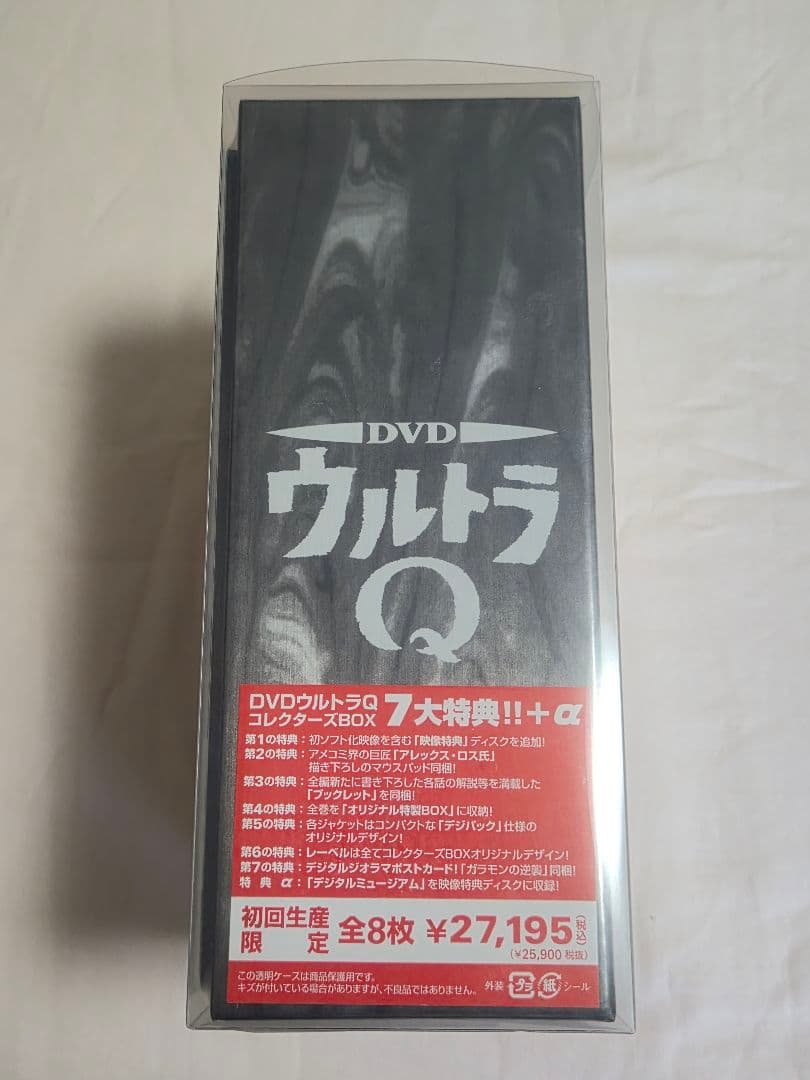 DVD
ウルトラ
Q
DVDウルトラQ
コレクターズBOX 7大特典!!+α
第1の特典:初ソフト化映像を含む「映像特典」ディスクを追加!
第2の特典:アメコミ界の巨匠「アレックス・ロス氏」
描き下ろしのマウスパッド同梱!
第3の特典:全編新たに書き下ろした各話の解説等を満載した
「ブックレット」を同梱!
第4の特典:全巻を「オリジナル特製BOX」に収納!
第5の特典:各ジャケットはコンパクトな「デジパック」仕様の
オリジナルデザイン!
第6の特典:レーベルは全てコレクターズBOXオリジナルデザイン!
第7の特典:デジタルジオラマポストカード!「ガラモンの逆襲」同梱!
特典α:「デジタルミュージアム」を映像特典ディスクに収録!
初回生産
限定 全8枚 ¥27,195(税込)
(¥25,900 税抜)
この透明ケースは商品保護用です。
キズが付いている場合がありますが、不良品ではありません。 外装 プラ 紙 シール